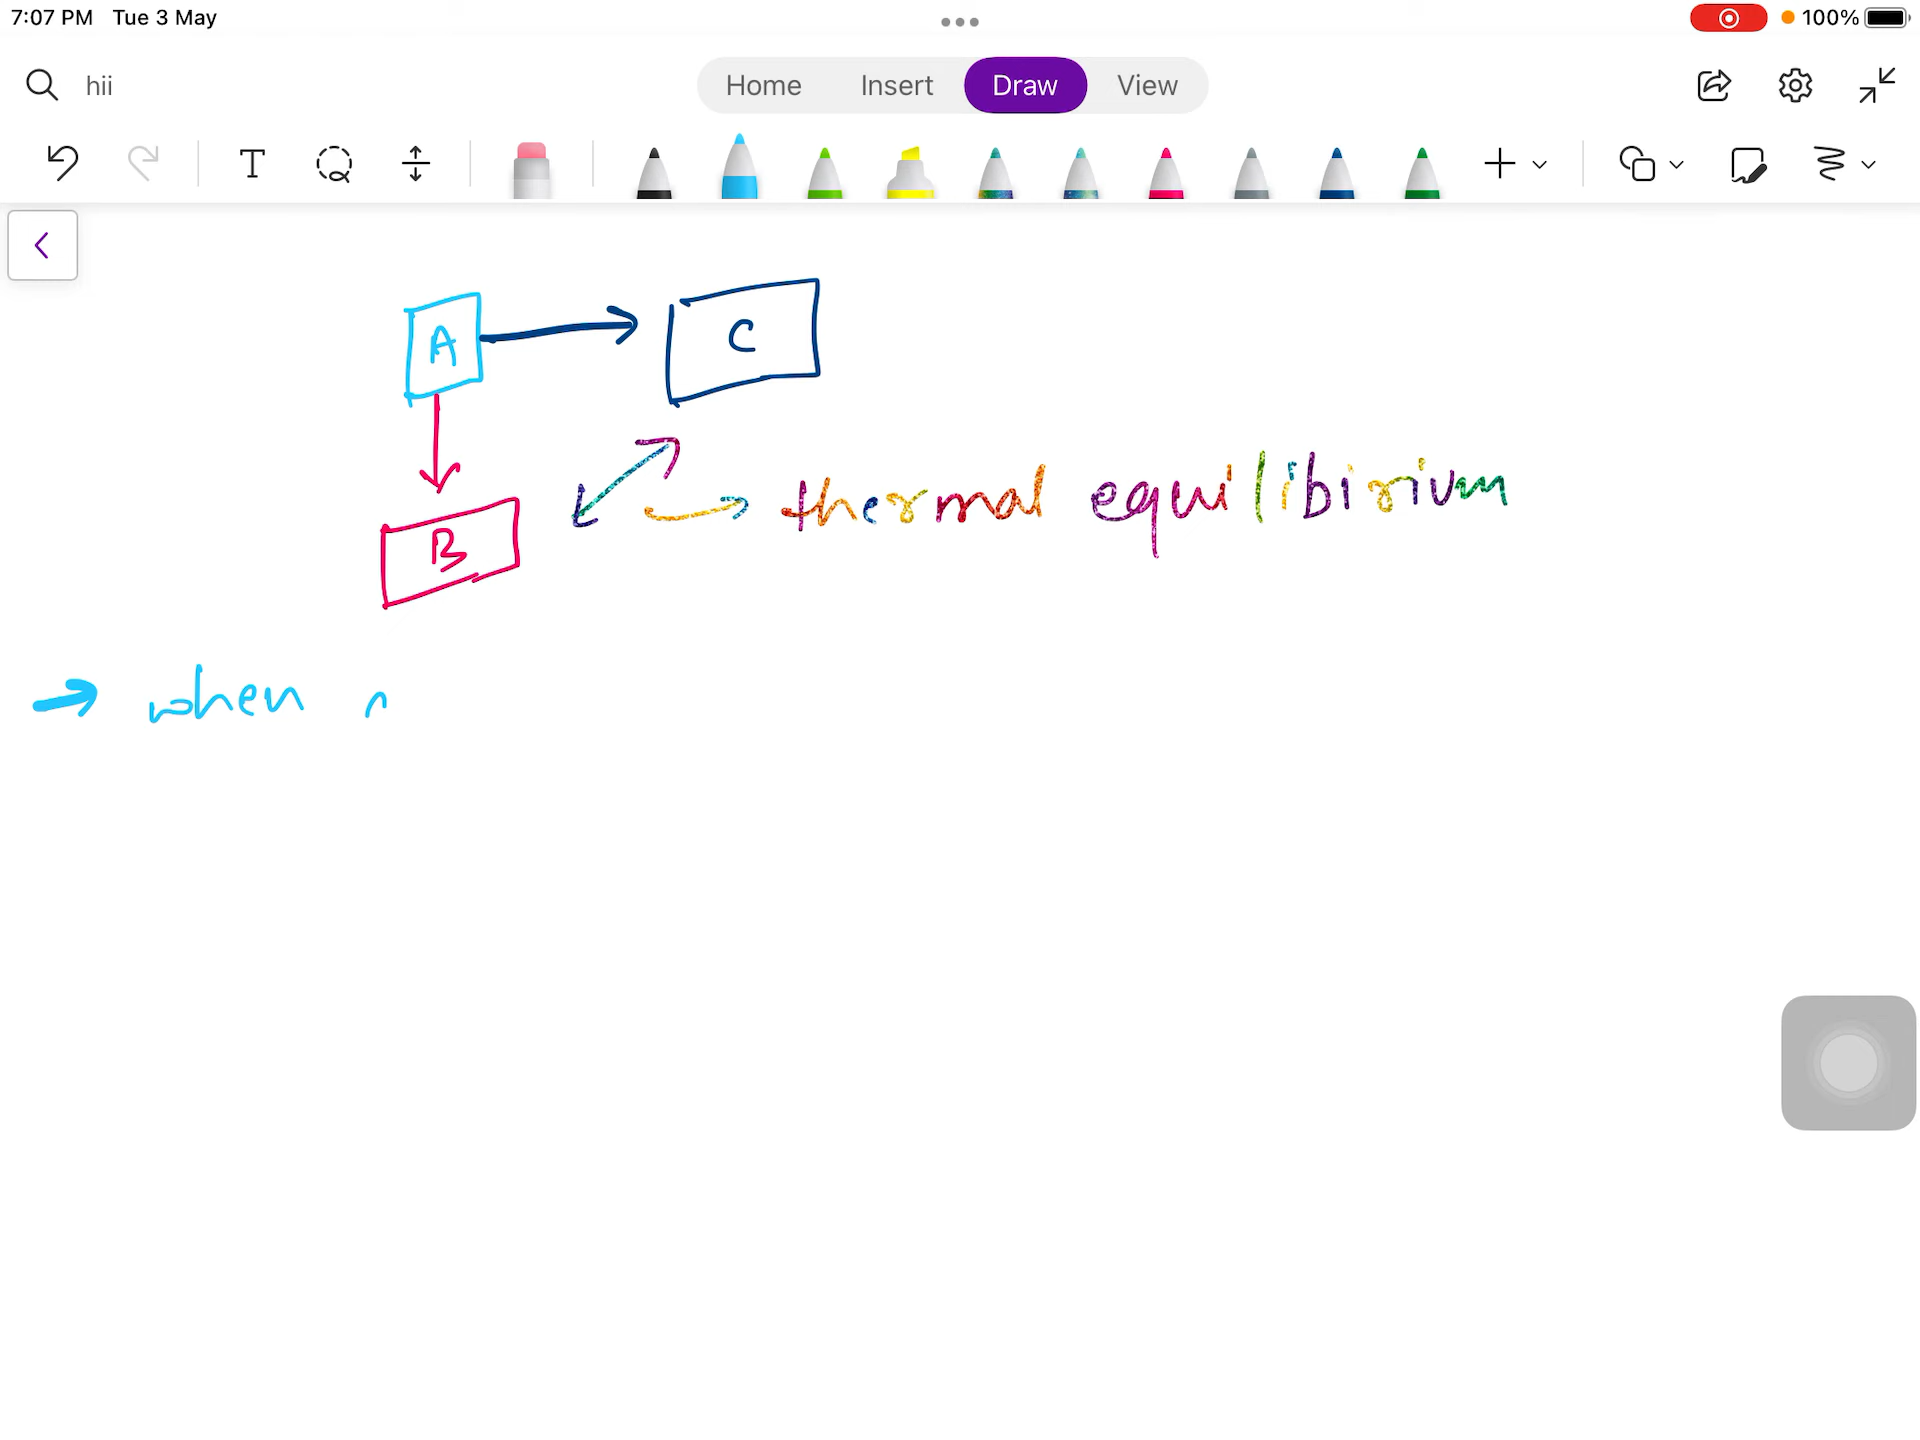 7:07 PM Tue 3 May
100%
hii
Home Insert Draw View
T
A
C
thermal equilibirium
B
when